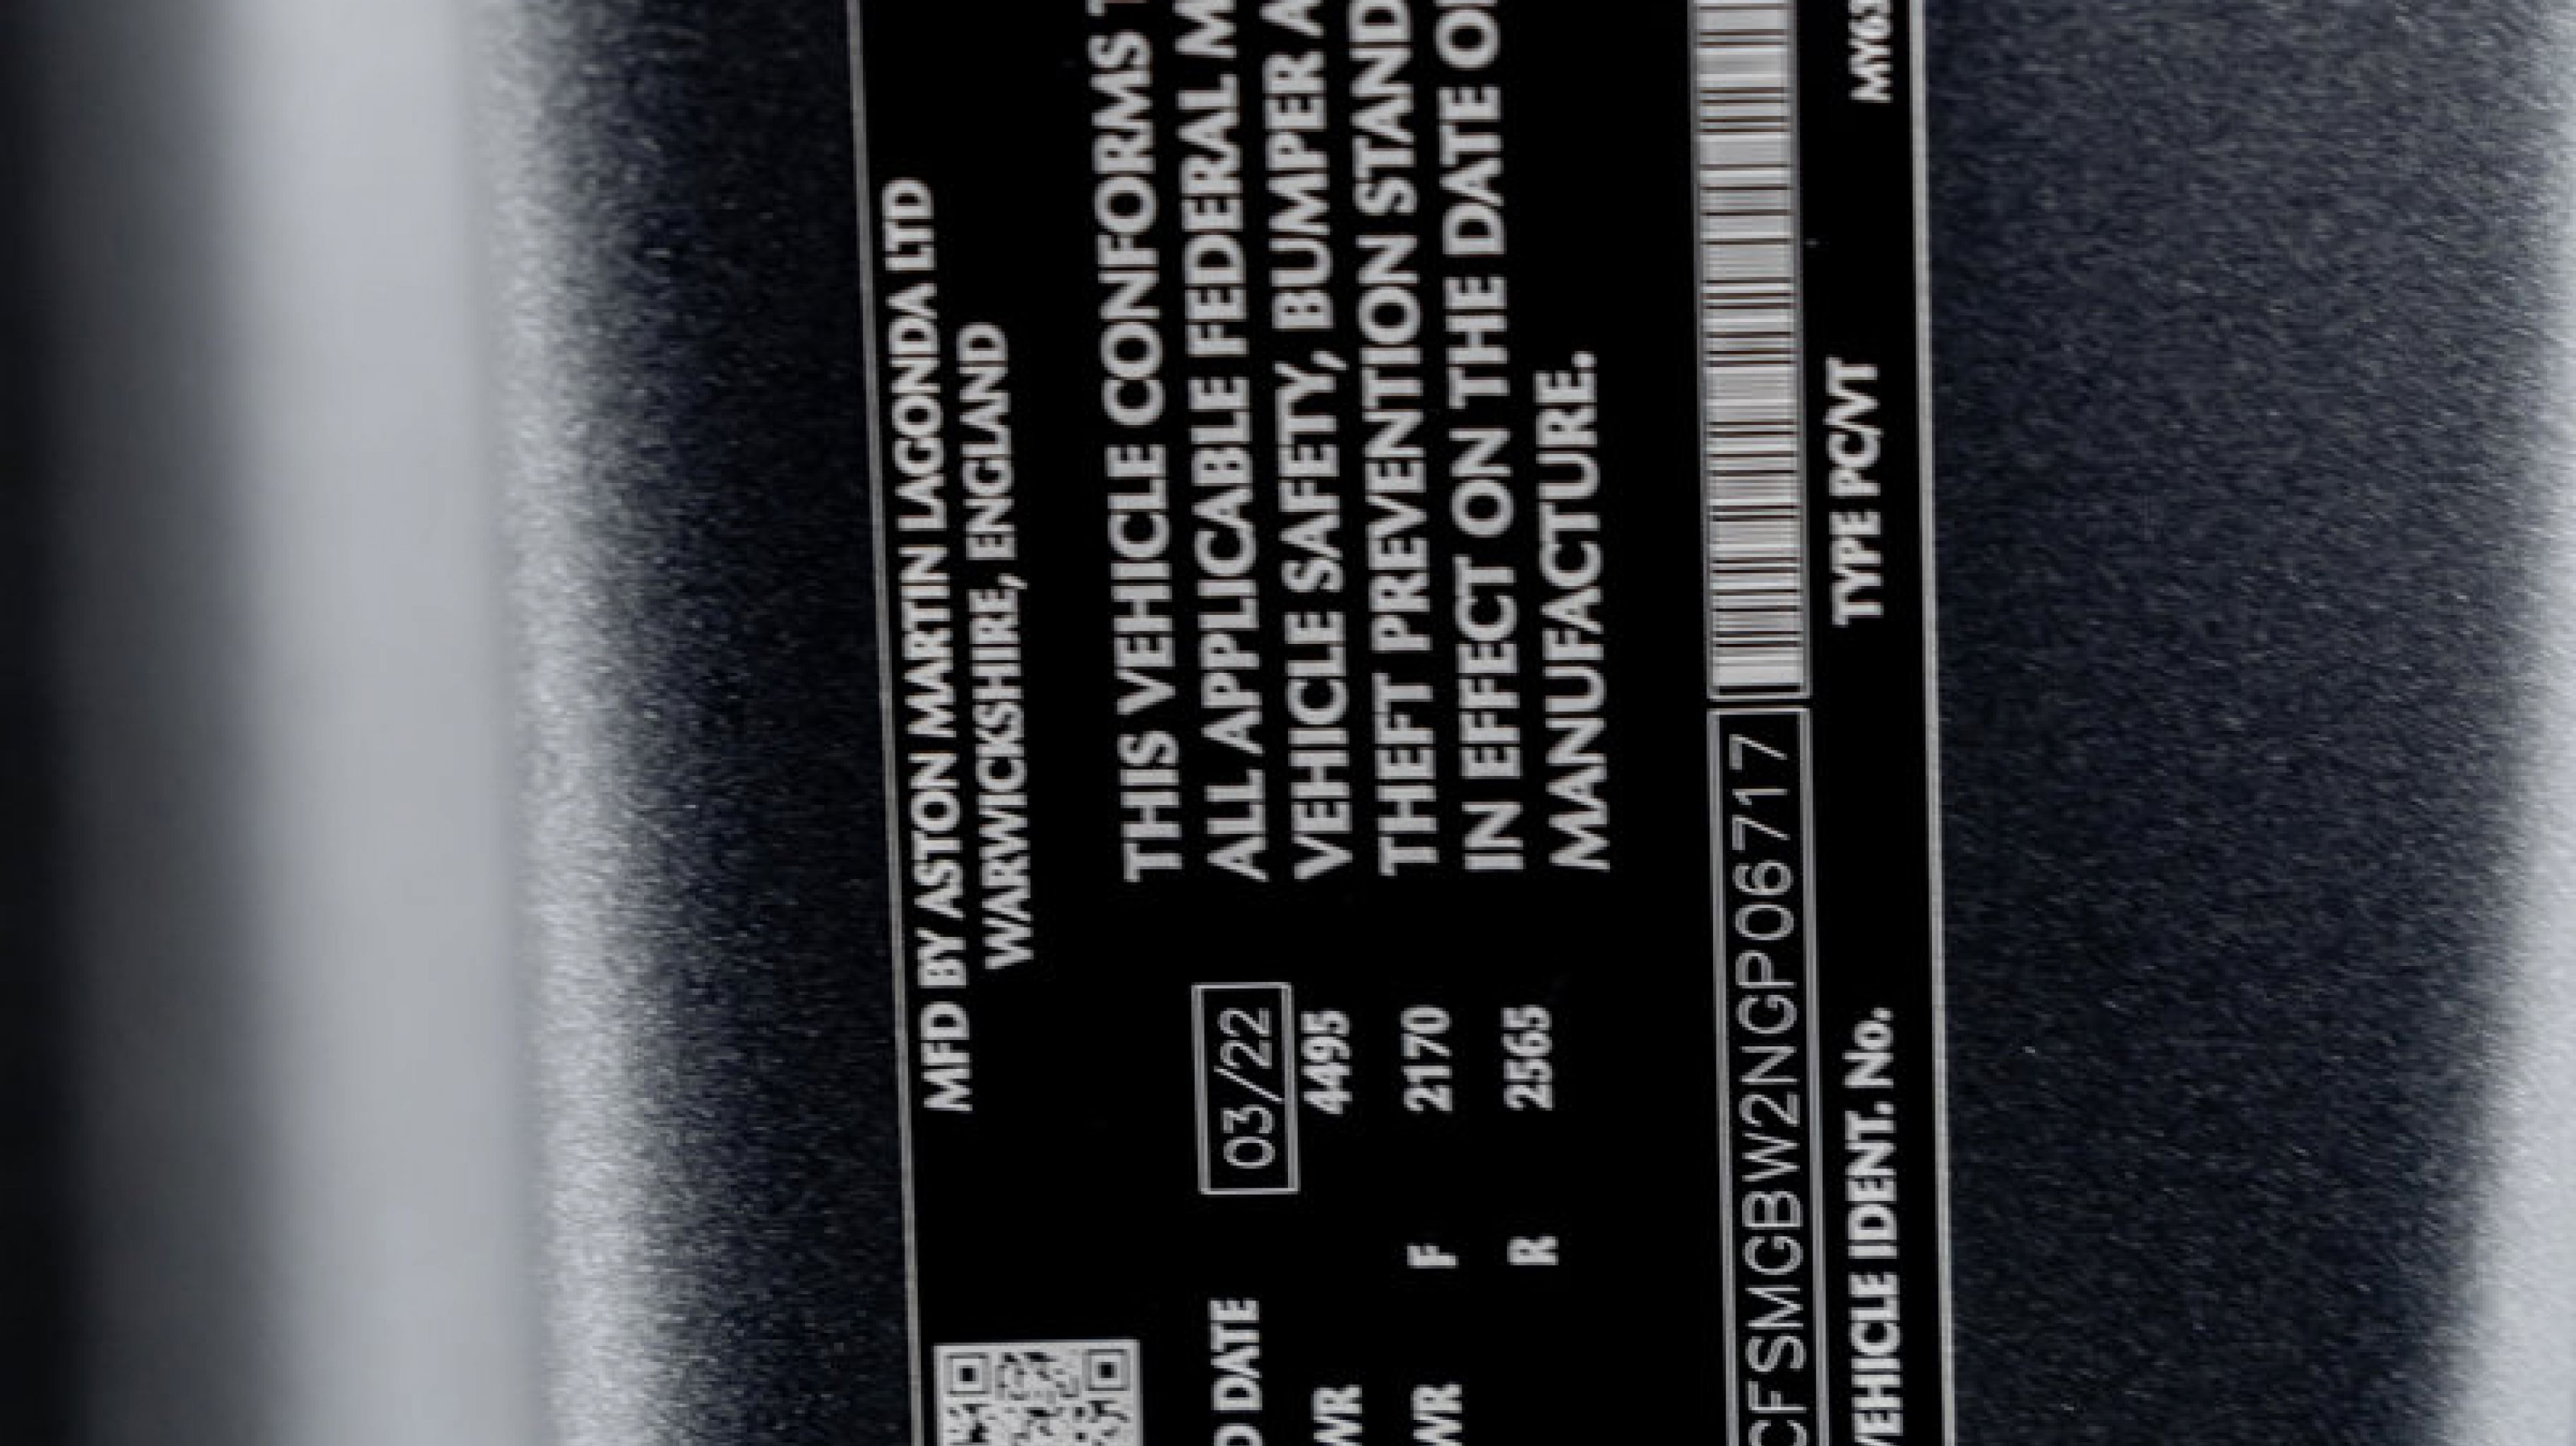 MFD BY ASTON MARTIN LAGONDA LTD
WARWICKSHIRE, ENGLAND
DATE 03/22
4495
F 2170
R 2565
THIS VEHICLE CONFORMS
ALL APPLICABLE FEDERAL
VEHICLE SAFETY, BUMPER
THEFT PREVENTION STAND
IN EFFECT ON THE DATE
MANUFACTURE.
CFSMGBW2NGP06717
VEHICLE IDENT. No. TYPE PC/VT